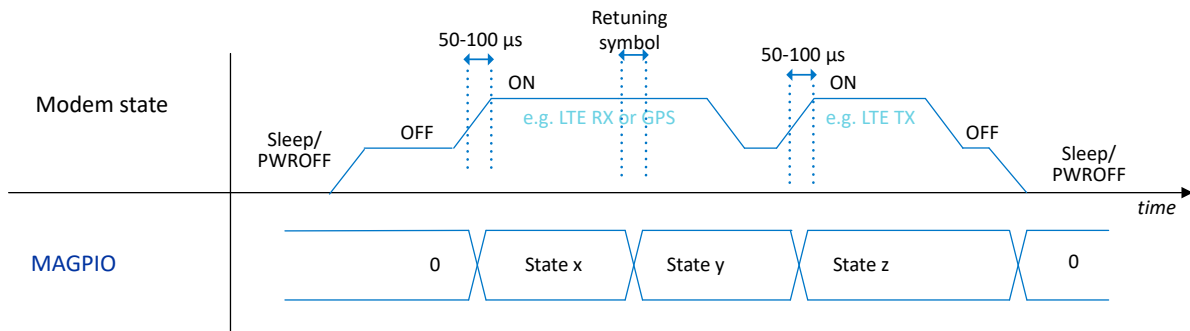 Retuning
symbol
50-100 µs
50-100 µs
ON
ON
Modem state
e.g. LTE RX or GPS
e.g. LTE TX
OFF
OFF
Sleep/
PWROFF
Sleep/
PWROFF
time
MAGPIO
0
State x
State y
State z
0